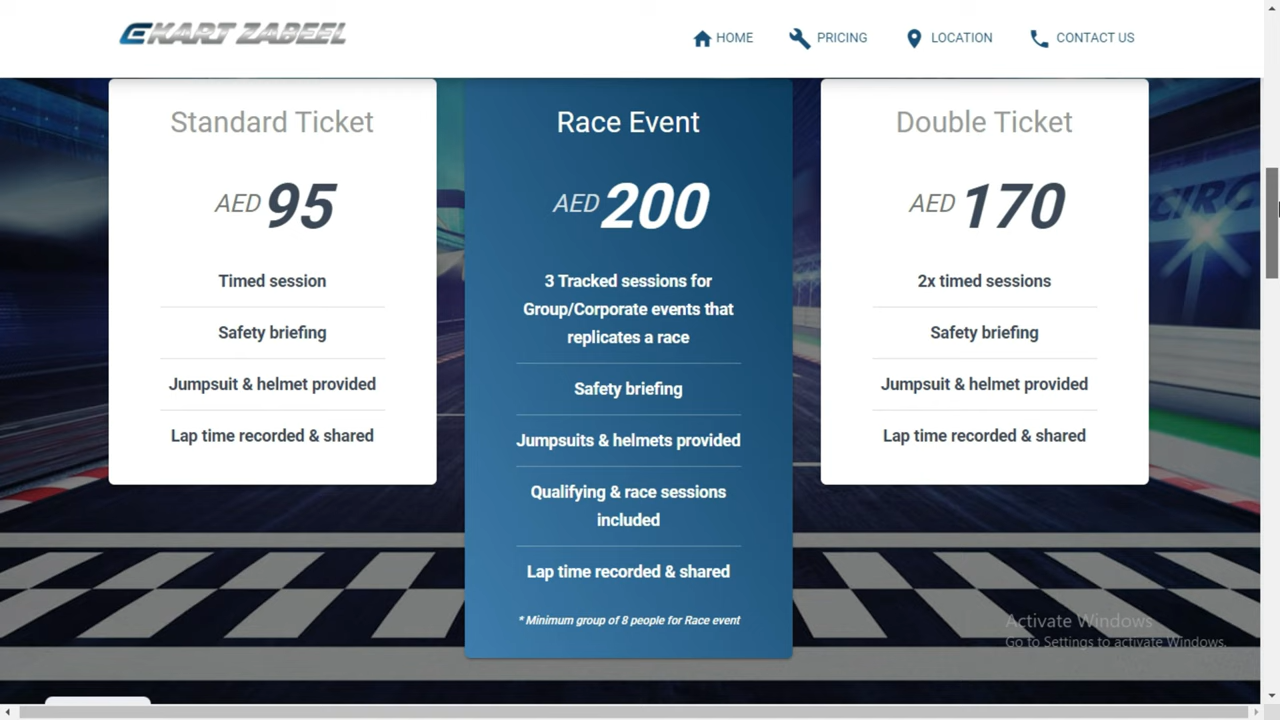 EKART ZABEEL
HOME
PRICING
LOCATION
CONTACT US
Standard Ticket
AED 95
Timed session
Safety briefing
Jumpsuit & helmet provided
Lap time recorded & shared
Race Event
AED 200
3 Tracked sessions for
Group/Corporate events that
replicates a race
Safety briefing
Jumpsuits & helmets provided
Qualifying & race sessions
included
Lap time recorded & shared
* Minimum group of 8 people for Race event
Double Ticket
AED 170
2x timed sessions
Safety briefing
Jumpsuit & helmet provided
Lap time recorded & shared
CIRC
Activate Windows
Go to Settings to activate Windows.